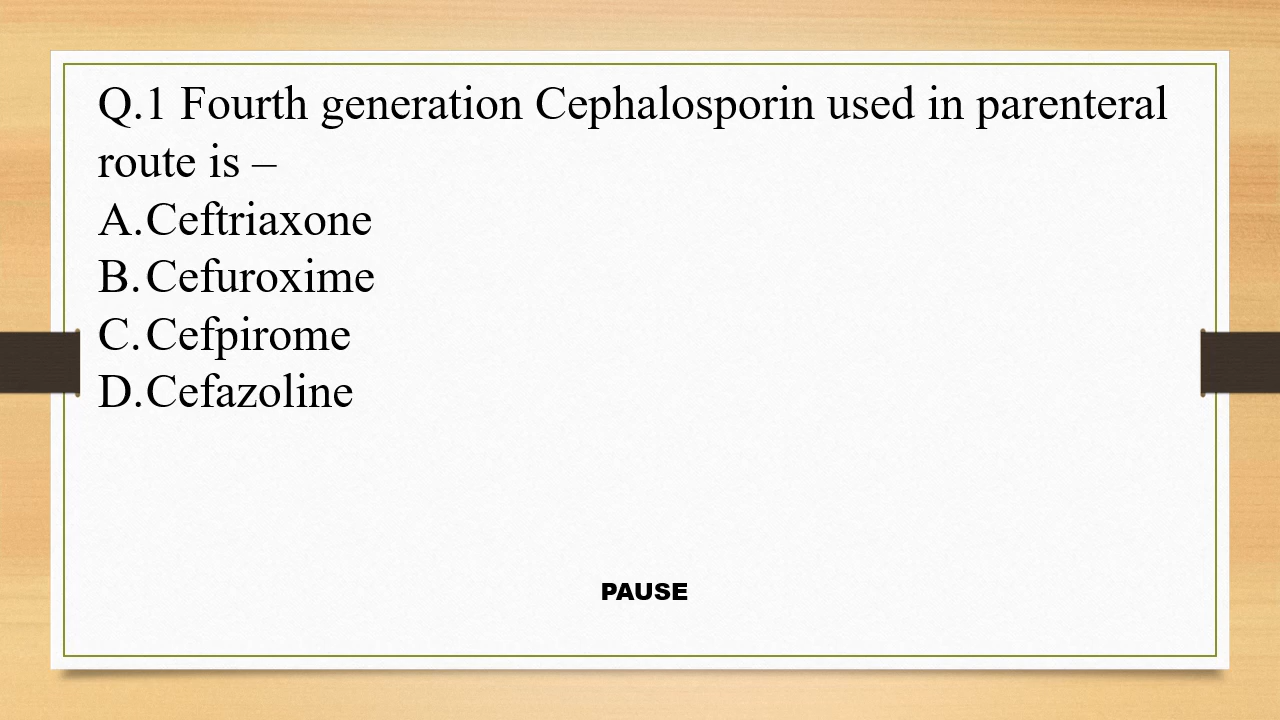 Q.1 Fourth generation Cephalosporin used in parenteral
route is –
A.Ceftriaxone
B.Cefuroxime
C.Cefpirome
D.Cefazoline
PAUSE